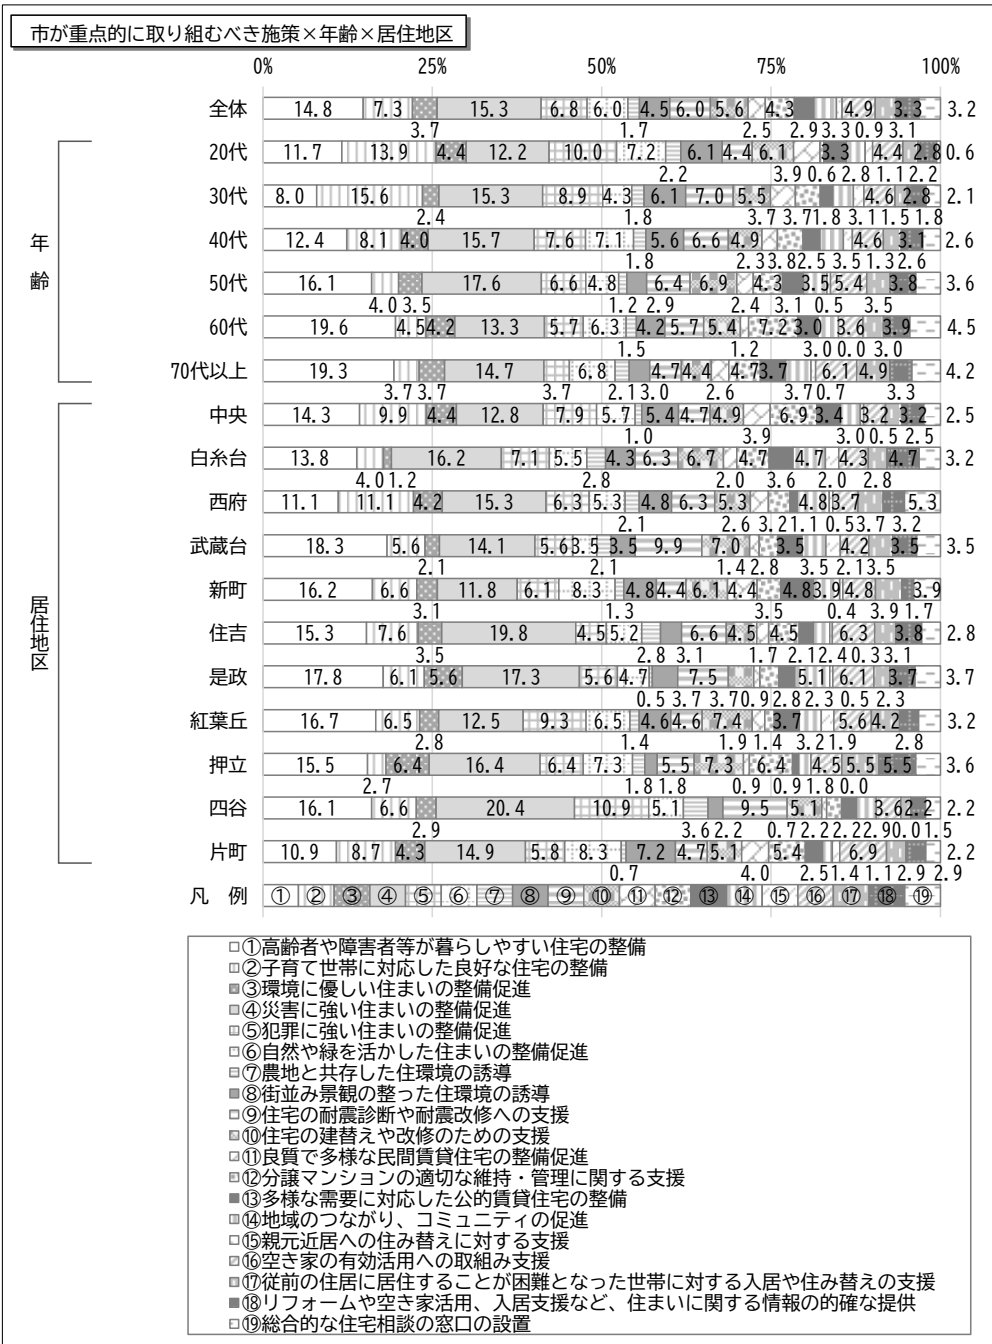 市が重点的に取り組むべき施策×年齢×居住地区
0% 25% 50% 75% 100%
全体 14.8 7.3 15.3 6.8 6.0 4.5 6.0 5.6 4.3 4.9 3.3 3.2
3.7 1.7 2.5 2.9 3.3 0.9 3.1
20代 11.7 13.9 4.4 12.2 10.0 7.2 6.1 4.4 6.1 3.3 4.4 2.8 0.6
2.2 3.9 0.6 2.8 1.1 2.2
30代 8.0 15.6 15.3 8.9 4.3 6.1 7.0 5.5 4.6 2.8 2.1
2.4 1.8 3.7 3.7 1.8 3.1 1.5 1.8
40代 12.4 8.1 4.0 15.7 7.6 7.1 5.6 6.6 4.9 4.6 3.1 2.6
1.8 2.3 3.8 2.5 3.5 1.3 2.6
50代 16.1 17.6 6.6 4.8 6.4 6.9 4.3 3.5 5.4 3.8 3.6
4.0 3.5 1.2 2.9 2.4 3.1 0.5 3.5
60代 19.6 4.5 4.2 13.3 5.7 6.3 4.2 5.7 5.4 7.2 3.0 3.6 3.9 4.5
1.5 1.2 3.0 0.0 3.0
70代以上 19.3 14.7 6.8 4.7 4.4 4.7 3.7 6.1 4.9 4.2
3.7 3.7 3.7 2.1 3.0 2.6 3.7 0.7 3.3
年齢
中央 14.3 9.9 4.4 12.8 7.9 5.7 5.4 4.7 4.9 6.9 3.4 3.2 3.2 2.5
1.0 3.9 3.0 0.5 2.5
白糸台 13.8 16.2 7.1 5.5 4.3 6.3 6.7 4.7 4.7 4.3 4.7 3.2
4.0 1.2 2.8 2.0 3.6 2.0 2.8
西府 11.1 11.1 4.2 15.3 6.3 5.3 4.8 6.3 5.3 4.8 3.7 5.3
2.1 2.6 3.2 1.1 0.5 3.7 3.2
武蔵台 18.3 5.6 14.1 5.6 3.5 3.5 9.9 7.0 3.5 4.2 3.5 3.5
2.1 2.1 1.4 2.8 3.5 2.1 3.5
新町 16.2 6.6 11.8 6.1 8.3 4.8 4.4 6.1 4.4 4.8 3.9 4.8 3.9
3.1 1.3 3.5 0.4 3.9 1.7
住吉 15.3 7.6 19.8 4.5 5.2 6.6 4.5 4.5 6.3 3.8 2.8
3.5 2.8 3.1 1.7 2.1 2.4 0.3 3.1
是政 17.8 6.1 5.6 17.3 5.6 4.7 7.5 5.1 6.1 3.7 3.7
0.5 3.7 3.7 0.9 2.8 2.3 0.5 2.3
紅葉丘 16.7 6.5 12.5 9.3 6.5 4.6 4.6 7.4 3.7 5.6 4.2 3.2
2.8 1.4 1.9 1.4 3.2 1.9 2.8
押立 15.5 6.4 16.4 6.4 7.3 5.5 7.3 6.4 4.5 5.5 5.5 3.6
2.7 1.8 1.8 0.9 0.9 1.8 0.0
四谷 16.1 6.6 20.4 10.9 5.1 9.5 5.1 3.6 2.2 2.2
2.9 3.6 2.2 0.7 2.2 2.2 2.9 0.0 1.5
片町 10.9 8.7 4.3 14.9 5.8 8.3 7.2 4.7 5.1 5.4 6.9 2.2
0.7 4.0 2.5 1.4 1.1 2.9 2.9
居住地区
凡 例 ① ② ③ ④ ⑤ ⑥ ⑦ ⑧ ⑨ ⑩ ⑪ ⑫ ⑬ ⑭ ⑮ ⑯ ⑰ ⑱ ⑲
①高齢者や障害者等が暮らしやすい住宅の整備
②子育て世帯に対応した良好な住宅の整備
③環境に優しい住まいの整備促進
④災害に強い住まいの整備促進
⑤犯罪に強い住まいの整備促進
⑥自然や緑を活かした住まいの整備促進
⑦農地と共存した住環境の誘導
⑧街並み景観の整った住環境の誘導
⑨住宅の耐震診断や耐震改修への支援
⑩住宅の建替えや改修のための支援
⑪良質で多様な民間賃貸住宅の整備促進
⑫分譲マンションの適切な維持・管理に関する支援
⑬多様な需要に対応した公的賃貸住宅の整備
⑭地域のつながり、コミュニティの促進
⑮親元近居への住み替えに対する支援
⑯空き家の有効活用への取組み支援
⑰従前の住居に居住することが困難となった世帯に対する入居や住み替えの支援
⑱リフォームや空き家活用、入居支援など、住まいに関する情報の的確な提供
⑲総合的な住宅相談の窓口の設置